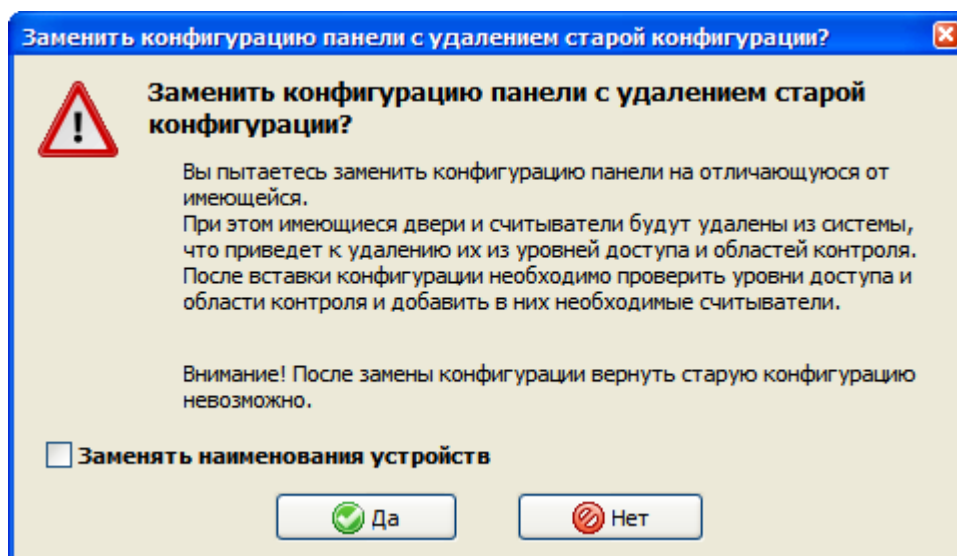 Заменить конфигурацию панели с удалением старой конфигурации?
Заменить конфигурацию панели с удалением старой
конфигурации?
Вы пытаетесь заменить конфигурацию панели на отличающуюся от
имеющейся.
При этом имеющиеся двери и считыватели будут удалены из системы,
что приведет к удалению их из уровней доступа и областей контроля.
После вставки конфигурации необходимо проверить уровни доступа и
области контроля и добавить в них необходимые считыватели.
Внимание! После замены конфигурации вернуть старую конфигурацию
невозможно.
Заменять наименования устройств
Да
Нет